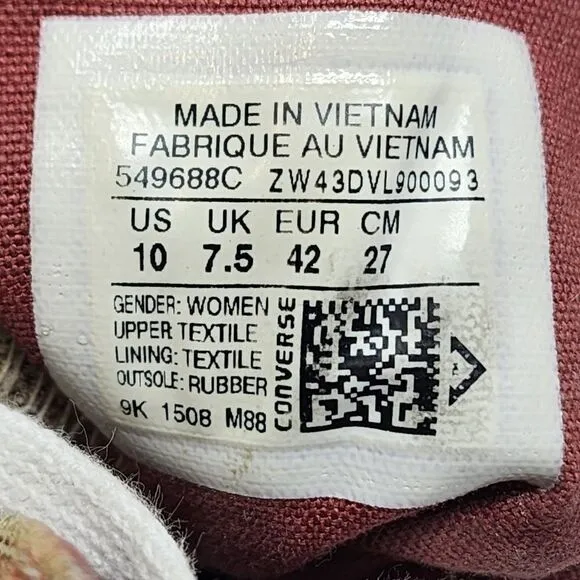 MADE IN VIETNAM
FABRIQUE AU VIETNAM
549688C ZW43DVL900093
US UK EUR CM
10 7.5 42 27
GENDER: WOMEN
UPPER TEXTILE
LINING: TEXTILE
OUTSOLE: RUBBER
9K 1508 M88
CONVERSE